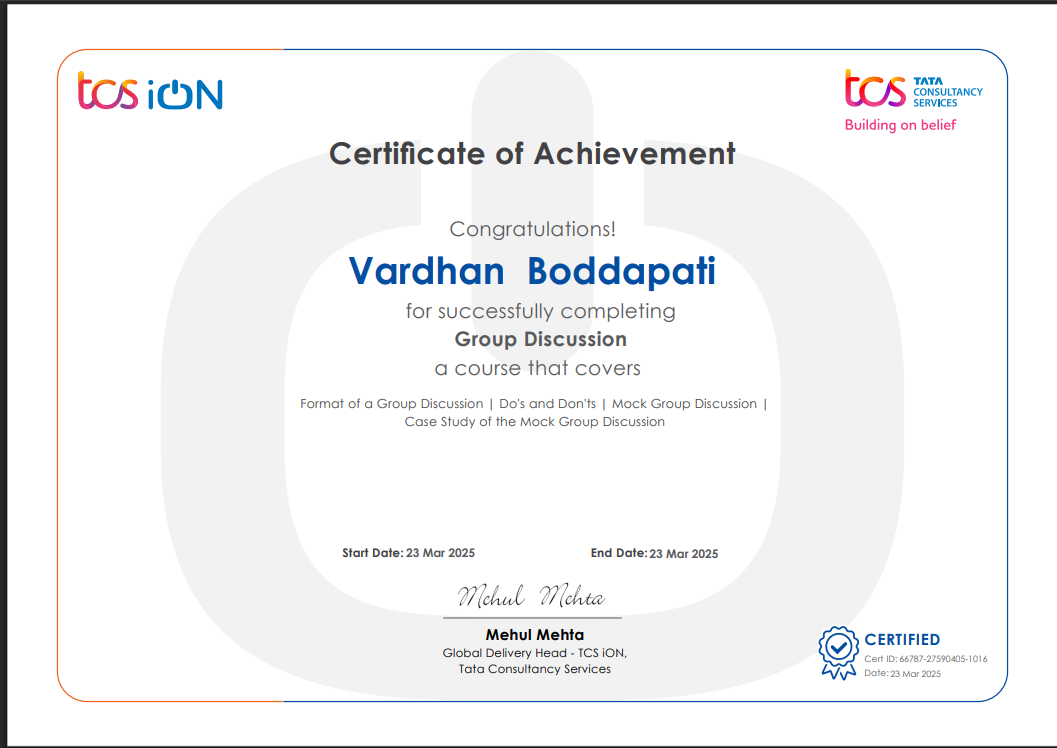 tcs iON
tcs TATA
CONSULTANCY
SERVICES
Building on belief
Certificate of Achievement
Congratulations!
Vardhan Boddapati
for successfully completing
Group Discussion
a course that covers
Format of a Group Discussion | Do's and Don'ts | Mock Group Discussion |
Case Study of the Mock Group Discussion
Start Date: 23 Mar 2025
End Date: 23 Mar 2025
Mehul Mehta
Mehul Mehta
Global Delivery Head - TCS iON,
Tata Consultancy Services
CERTIFIED
Cert ID: 66787-27590405-1016
Date: 23 Mar 2025